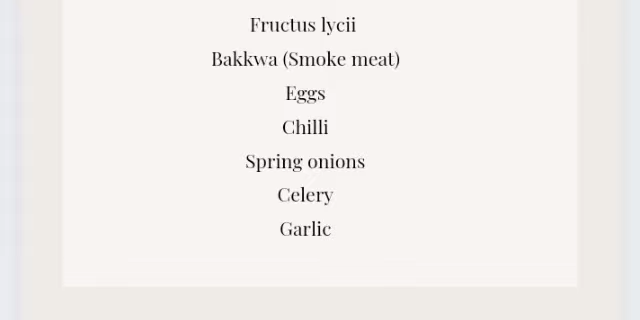 Fructus lycii
Bakkwa (Smoke meat)
Eggs
Chilli
Spring onions
Celery
Garlic